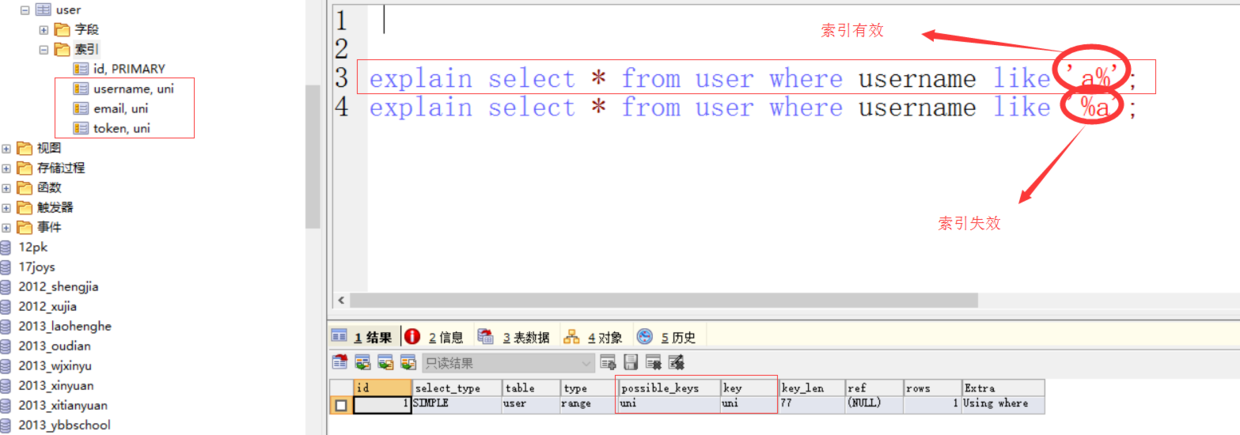 user
字段
索引
id, PRIMARY
username, uni
email, uni
token, uni
视图
存储过程
函数
触发器
事件
12pk
17joys
2012_shengjia
2012_xujia
2013_laohenghe
2013_oudian
2013_wjxinyu
2013_xinyuan
2013_xitianyuan
2013_ybbschool
1
2
3 explain select * from user where username like 'a%';
4 explain select * from user where username like '%a';
索引有效
索引失效
1 结果 2 信息 3 表数据 4 对象 5 历史
只读结果
id select_type table type possible_keys key key_len ref rows Extra
1 SIMPLE user range uni uni 77 (NULL) 1 Using where